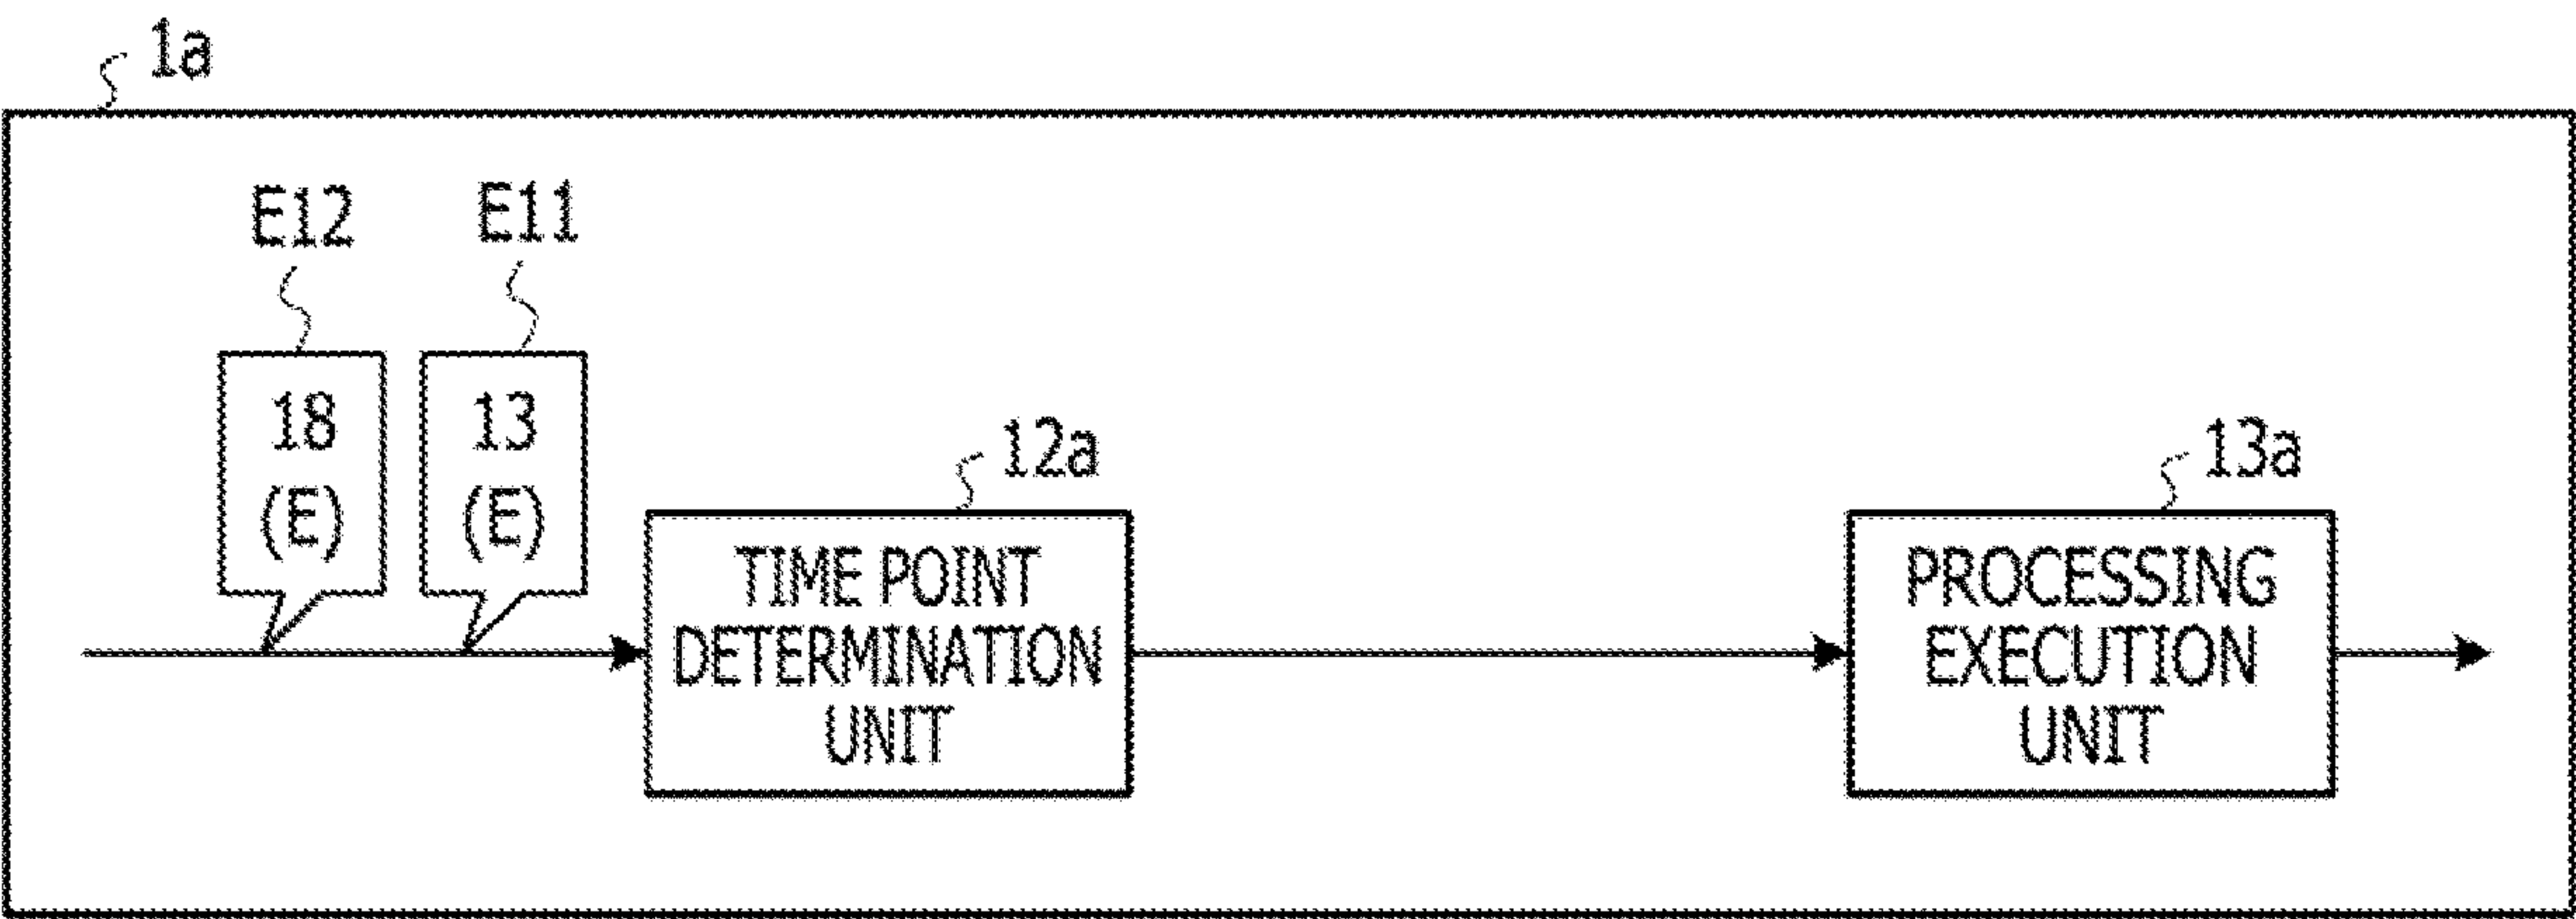 1a
E12
E11
18
(E)
13
(E)
12a
TIME POINT
DETERMINATION
UNIT
13a
PROCESSING
EXECUTION
UNIT